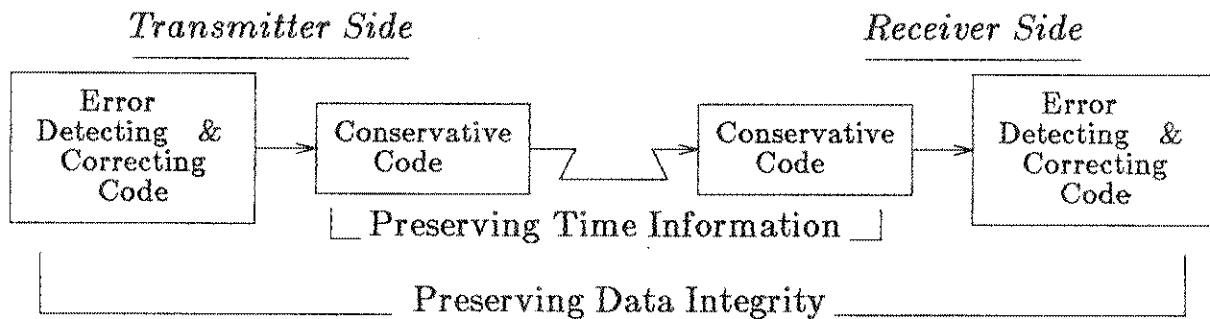 Transmitter Side
Receiver Side
Error
Detecting &
Correcting
Code
Conservative
Code
Conservative
Code
Error
Detecting &
Correcting
Code
Preserving Time Information
Preserving Data Integrity